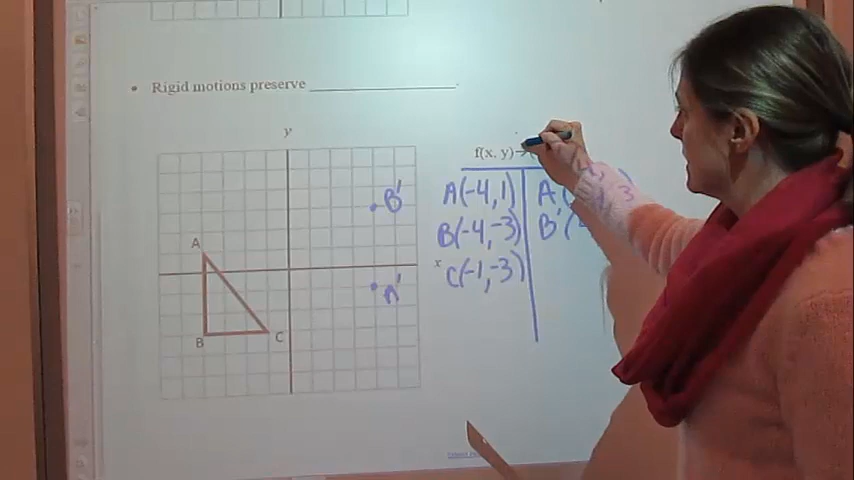 Rigid motions preserve
y
f(x, y)→
A(-4, 1) A
B' B(-4,-3) B'(
A
x C(-1,-3)
A'
B C